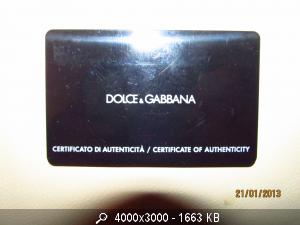 DOLCE & GABBANA
CERTIFICATO DI AUTENTICITÀ / CERTIFICATE OF AUTHENTICITY
21/01/2013
4000x3000 - 1663 KB